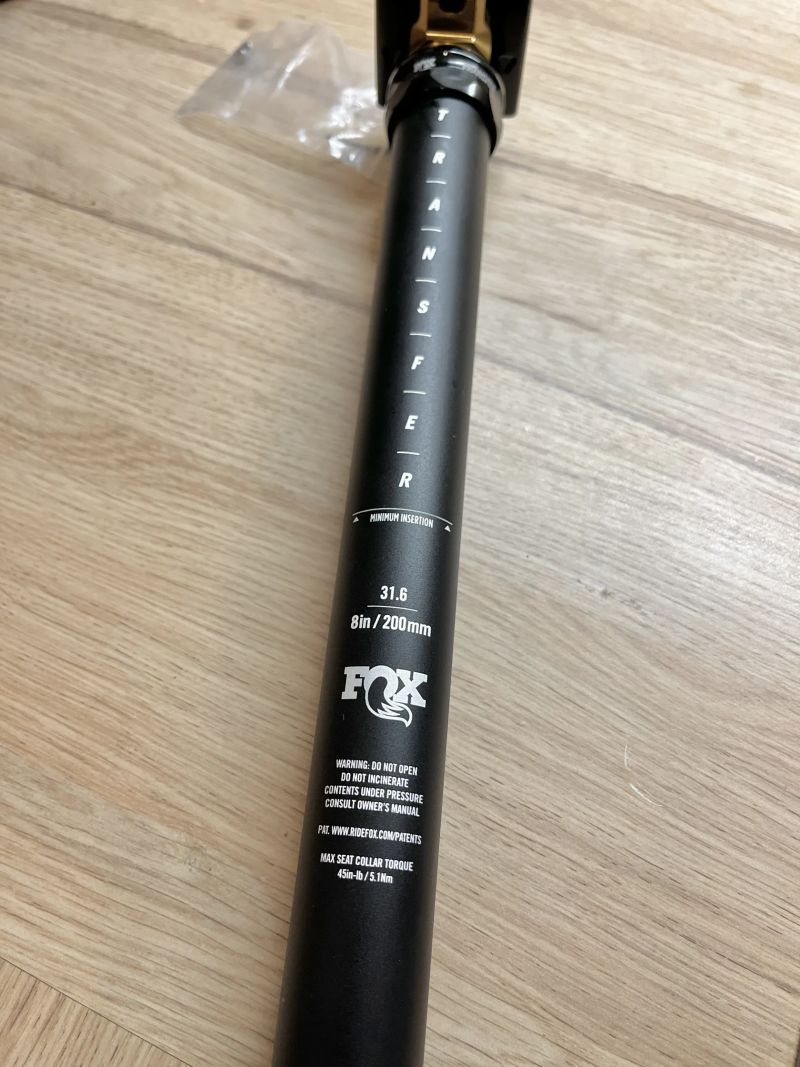 FOX
TRANSFER
MINIMUM INSERTION
31.6
8in / 200mm
FOX
WARNING: DO NOT OPEN
DO NOT INCINERATE
CONTENTS UNDER PRESSURE
CONSULT OWNER'S MANUAL
PAT. WWW.RIDEFOX.COM/PATENTS
MAX SEAT COLLAR TORQUE
45in-lb / 5.1Nm